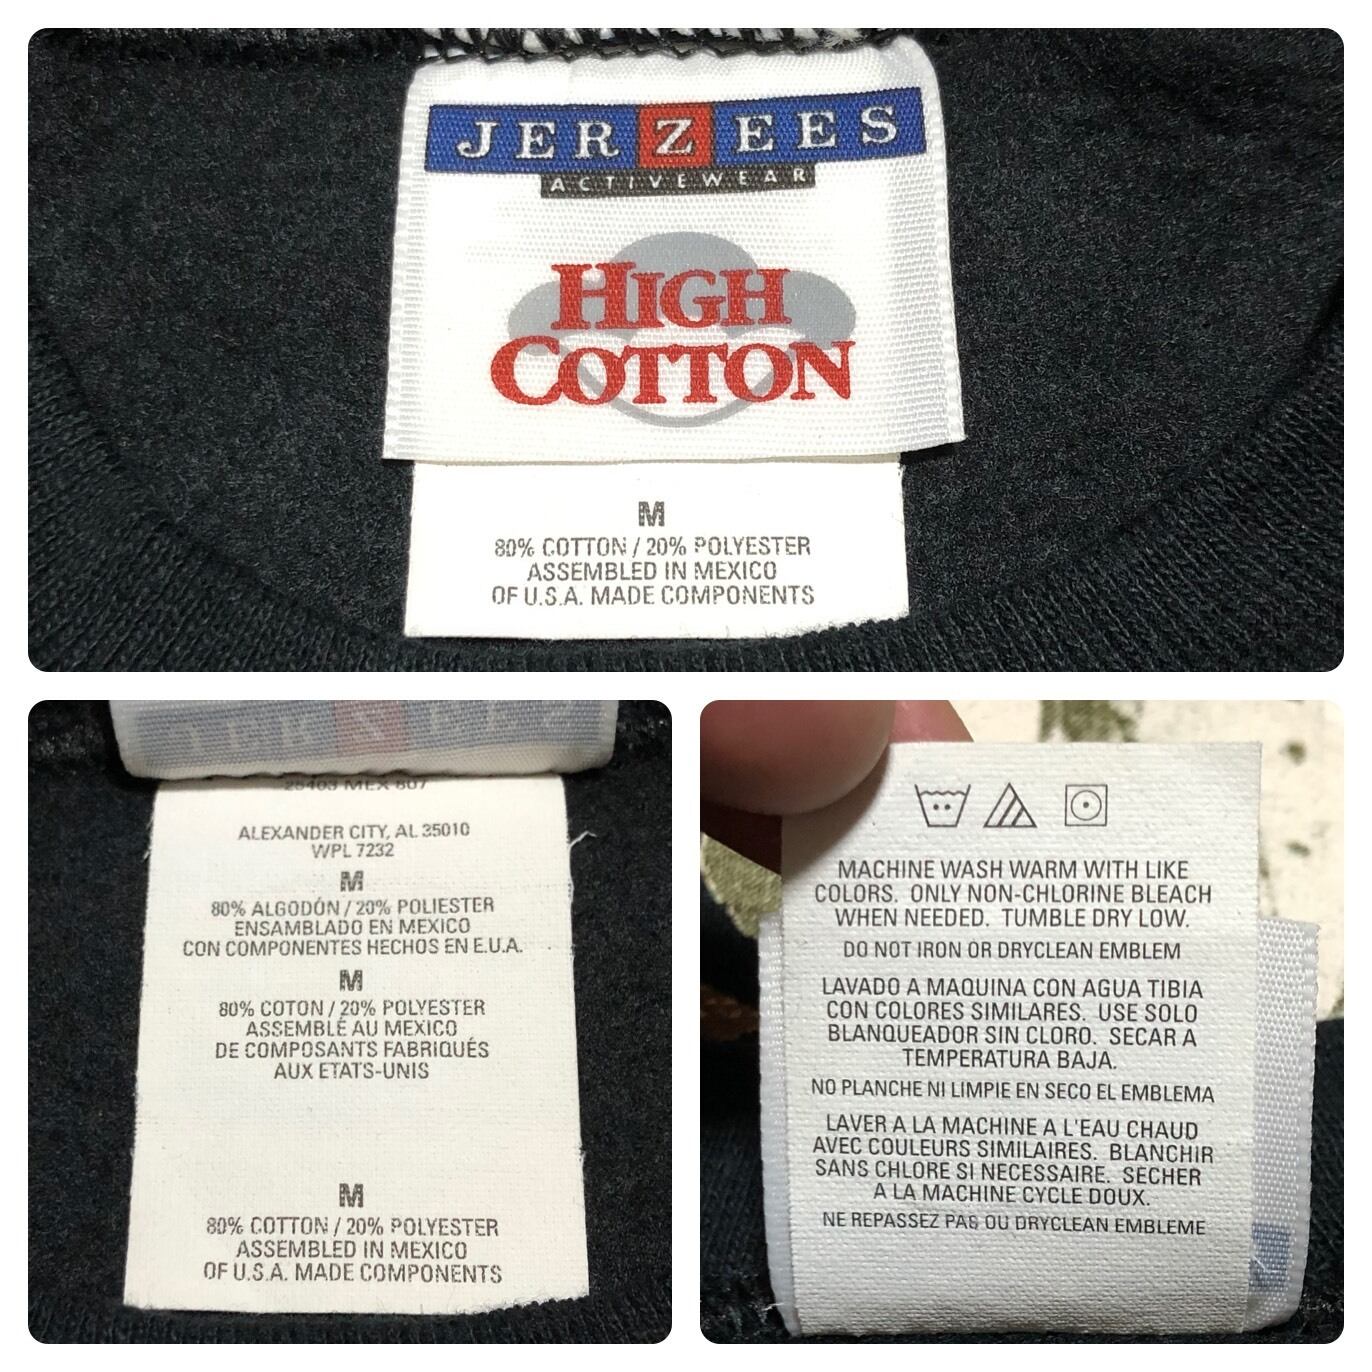 JERZEES
ACTIVEWEAR
HIGH
COTTON
M
80% COTTON / 20% POLYESTER
ASSEMBLED IN MEXICO
OF U.S.A. MADE COMPONENTS
JERZEES
MEX 807
ALEXANDER CITY, AL 35010
WPL 7232
M
80% ALGODÓN / 20% POLIESTER
ENSAMBLADO EN MEXICO
CON COMPONENTES HECHOS EN E.U.A.
M
80% COTON / 20% POLYESTER
ASSEMBLÉ AU MEXICO
DE COMPOSANTS FABRIQUÉS
AUX ETATS-UNIS
M
80% COTTON / 20% POLYESTER
ASSEMBLED IN MEXICO
OF U.S.A. MADE COMPONENTS
MACHINE WASH WARM WITH LIKE
COLORS. ONLY NON-CHLORINE BLEACH
WHEN NEEDED. TUMBLE DRY LOW.
DO NOT IRON OR DRYCLEAN EMBLEM
LAVADO A MAQUINA CON AGUA TIBIA
CON COLORES SIMILARES. USE SOLO
BLANQUEADOR SIN CLORO. SECAR A
TEMPERATURA BAJA.
NO PLANCHE NI LIMPIE EN SECO EL EMBLEMA
LAVER A LA MACHINE A L'EAU CHAUD
AVEC COULEURS SIMILAIRES. BLANCHIR
SANS CHLORE SI NECESSAIRE. SECHER
A LA MACHINE CYCLE DOUX.
NE REPASSEZ PAS OU DRYCLEAN EMBLEME